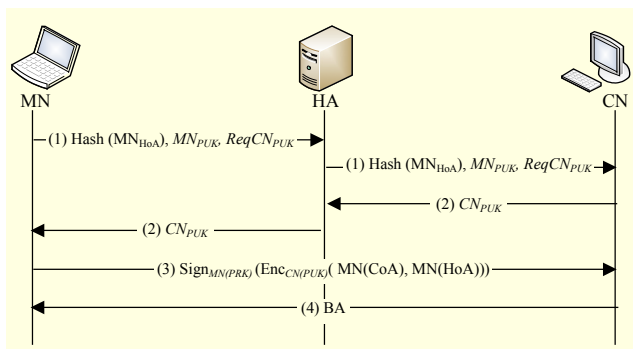 MN HA CN
(1) Hash (MN_HoA), MN_PUK, ReqCN_PUK
(1) Hash (MN_HoA), MN_PUK, ReqCN_PUK
(2) CN_PUK
(2) CN_PUK
(3) Sign_MN(PRK) (Enc_CN(PUK)( MN(CoA), MN(HoA)))
(4) BA